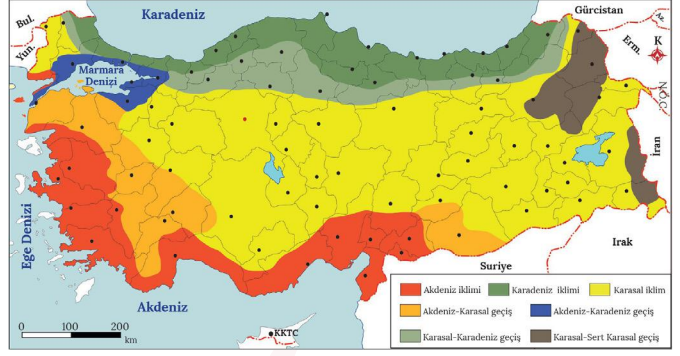 Karadeniz
Gürcistan
Bul.
Az.
Yun.
Erm.
K
Marmara
Denizi
N.Ö.C
İran
Ege Denizi
Irak
Suriye
Akdeniz
Akdeniz iklimi
Karadeniz iklimi
Karasal iklim
Akdeniz-Karasal geçiş
Akdeniz-Karadeniz geçiş
Karasal-Karadeniz geçiş
Karasal-Sert Karasal geçiş
0 100 200
km
KKTC